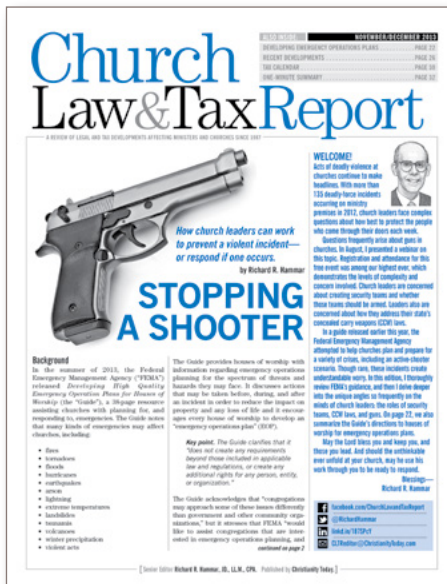 ALSO INSIDE
NOVEMBER/DECEMBER 2013
DEVELOPING EMERGENCY OPERATIONS PLANS PAGE 22
RECENT DEVELOPMENTS PAGE 26
TAX CALENDAR PAGE 30
ONE-MINUTE SUMMARY PAGE 32
Church
Law&TaxReport
A REVIEW OF LEGAL AND TAX DEVELOPMENTS AFFECTING MINISTERS AND CHURCHES SINCE 1987
How church leaders can work
to prevent a violent incident—
or respond if one occurs.
by Richard R. Hammar
STOPPING
A SHOOTER
Background
In the summer of 2013, the Federal
Emergency Management Agency ("FEMA")
released Developing High Quality
Emergency Operations Plans for Houses of
Worship (the "Guide"), a 38-page resource
assisting churches with planning for, and
responding to, emergencies. The Guide notes
that many kinds of emergencies may affect
churches, including:
• fires
• tornadoes
• floods
• hurricanes
• earthquakes
• arson
• lightning
• extreme temperatures
• landslides
• tsunamis
• volcanoes
• winter precipitation
• violent acts
The Guide provides houses of worship with
information regarding emergency operations
planning for the spectrum of threats and
hazards they may face. It discusses actions
that may be taken before, during, and after
an incident in order to reduce the impact on
property and any loss of life and it encour-
ages every house of worship to develop an
"emergency operations plan" (EOP).
Key point. The Guide clarifies that it
"does not create any requirements
beyond those included in applicable
law and regulations, or create any
additional rights for any person, entity,
or organization."
The Guide acknowledges that "congregations
may approach some of these lessons differently
than government and other community orga-
nizations," but it stresses that FEMA "would
like to assist congregations that are inter-
ested in emergency operations planning, and
continued on page 2
WELCOME!
Acts of deadly violence at
churches continue to make
headlines. With more than
135 deadly-force incidents
occurring on ministry
premises in 2012, church leaders face complex
questions about how best to protect the people
who come through their doors each week.
Questions frequently arise about guns in
churches. In August, I presented a webinar on
this topic. Registration and attendance for this
free event was among our highest ever, which
demonstrates the levels of complexity and
concern involved. Church leaders are concerned
about creating security teams and whether
these teams should be armed. Leaders also are
concerned about how they address their state's
concealed carry weapons (CCW) laws.
In a guide released earlier this year, the
Federal Emergency Management Agency
attempted to help churches plan and prepare for
a variety of crises, including an active-shooter
scenario. Though rare, these incidents create
understandable worry. In this edition, I thoroughly
review FEMA's guidance, and then I delve deeper
into the unique angles so frequently on the
minds of church leaders: the roles of security
teams, CCW laws, and guns. On page 22, we also
summarize the Guide's directions to houses of
worship for emergency operations plans.
May the Lord bless you and keep you, and
those you lead. And should the unthinkable
ever unfold at your church, may he use his
work through you to be ready to respond.
Blessings—
Richard R. Hammar
facebook.com/ChurchLawandTaxReport
@RichardHammar
CLTReditor@ChristianityToday.com
Senior Editor Richard R. Hammar, JD, LL.M., CPA. Published by Christianity Today.